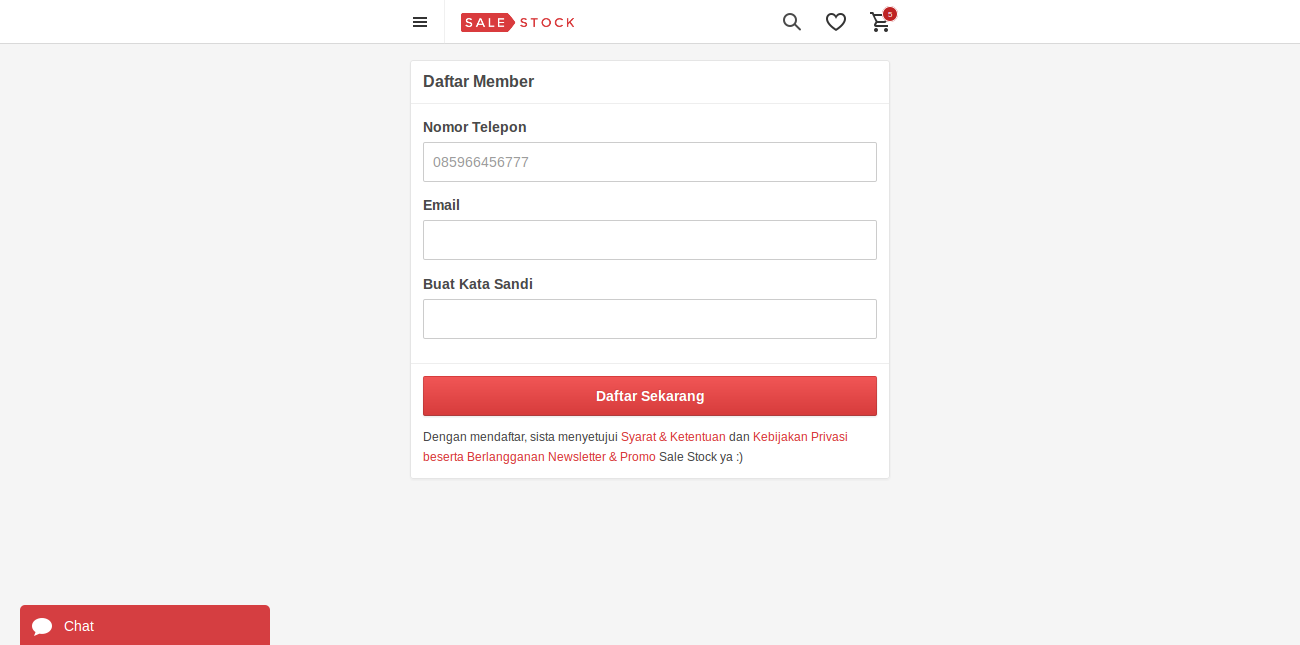 SALE STOCK
5
Daftar Member
Nomor Telepon
085966456777
Email
Buat Kata Sandi
Daftar Sekarang
Dengan mendaftar, sista menyetujui Syarat & Ketentuan dan Kebijakan Privasi
beserta Berlangganan Newsletter & Promo Sale Stock ya :)
Chat